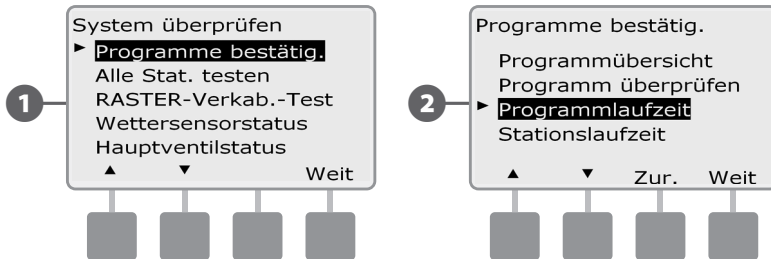 1
System überprüfen
Programme bestätig.
Alle Stat. testen
RASTER-Verkab.-Test
Wettersensorstatus
Hauptventilstatus
Weit
2
Programme bestätig.
Programmübersicht
Programm überprüfen
Programmlaufzeit
Stationslaufzeit
Zur. Weit